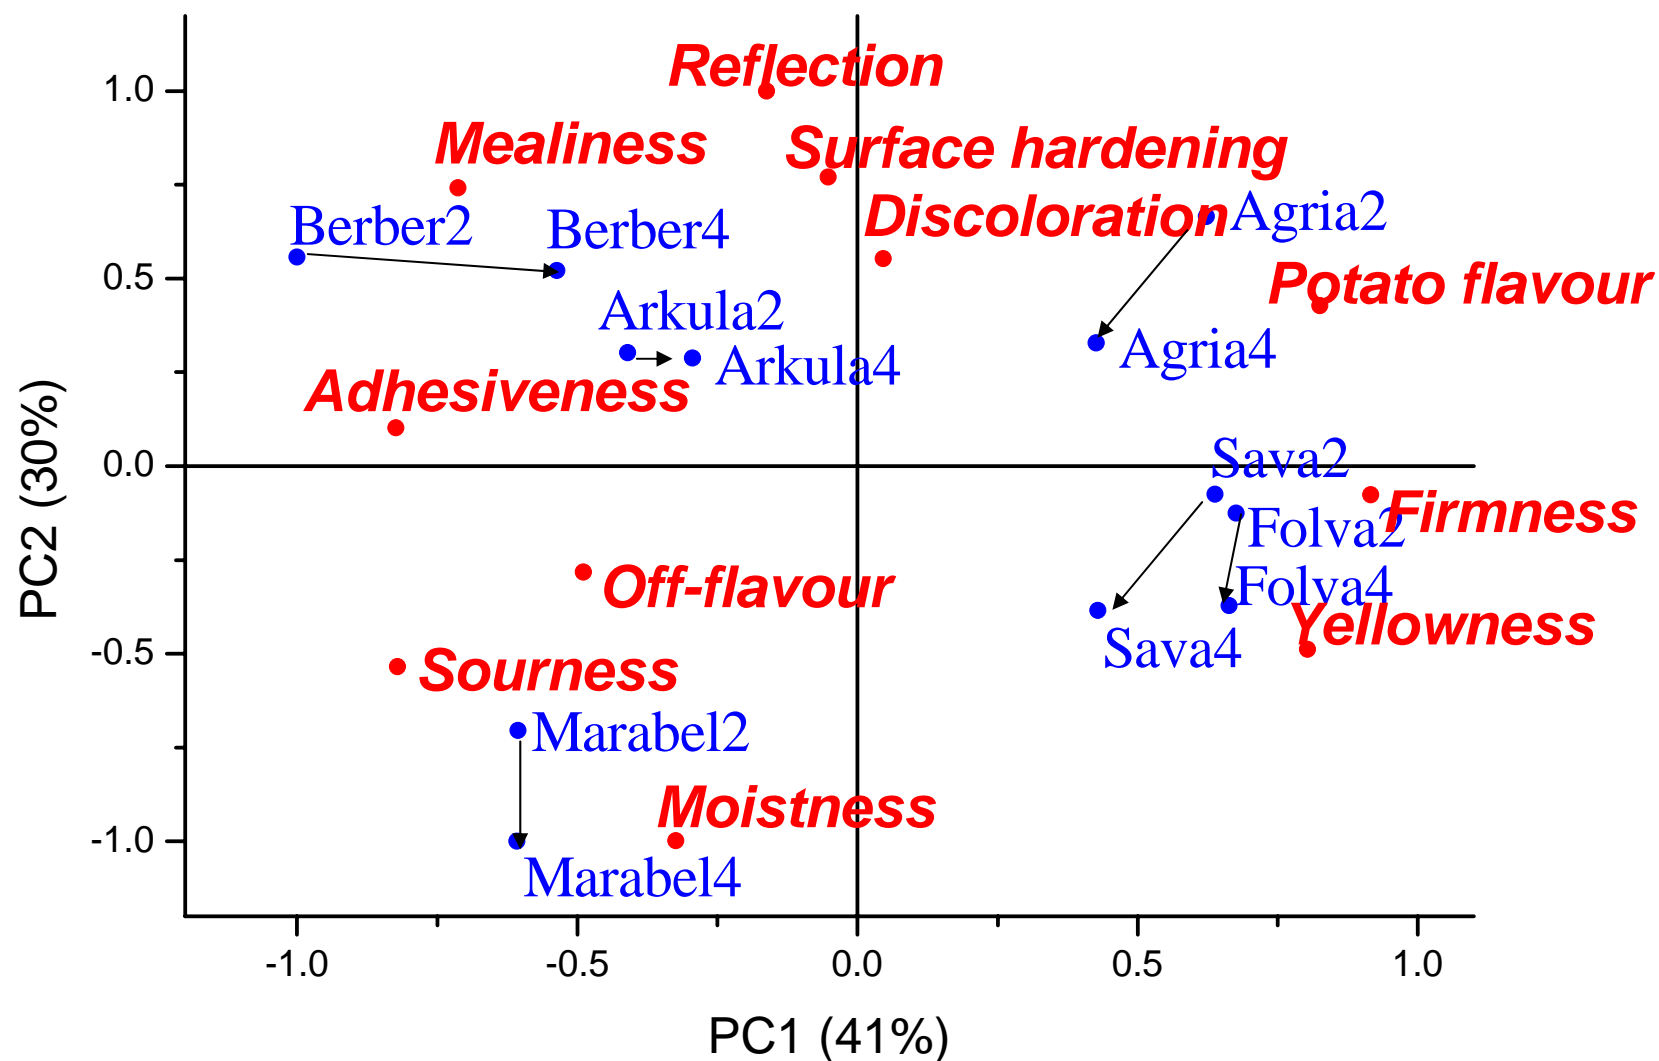 Reflection
1.0
Mealiness
Surface hardening
Discoloration
Agria2
Berber2
Berber4
0.5
Potato flavour
Arkula2
Agria4
Arkula4
Adhesiveness
0.0
Sava2
Firmness
Folva2
PC2 (30%)
Off-flavour
Folva4
Yellowness
-0.5
Sava4
Sourness
Marabel2
Moistness
-1.0
Marabel4
-1.0
-0.5
0.0
0.5
1.0
PC1 (41%)